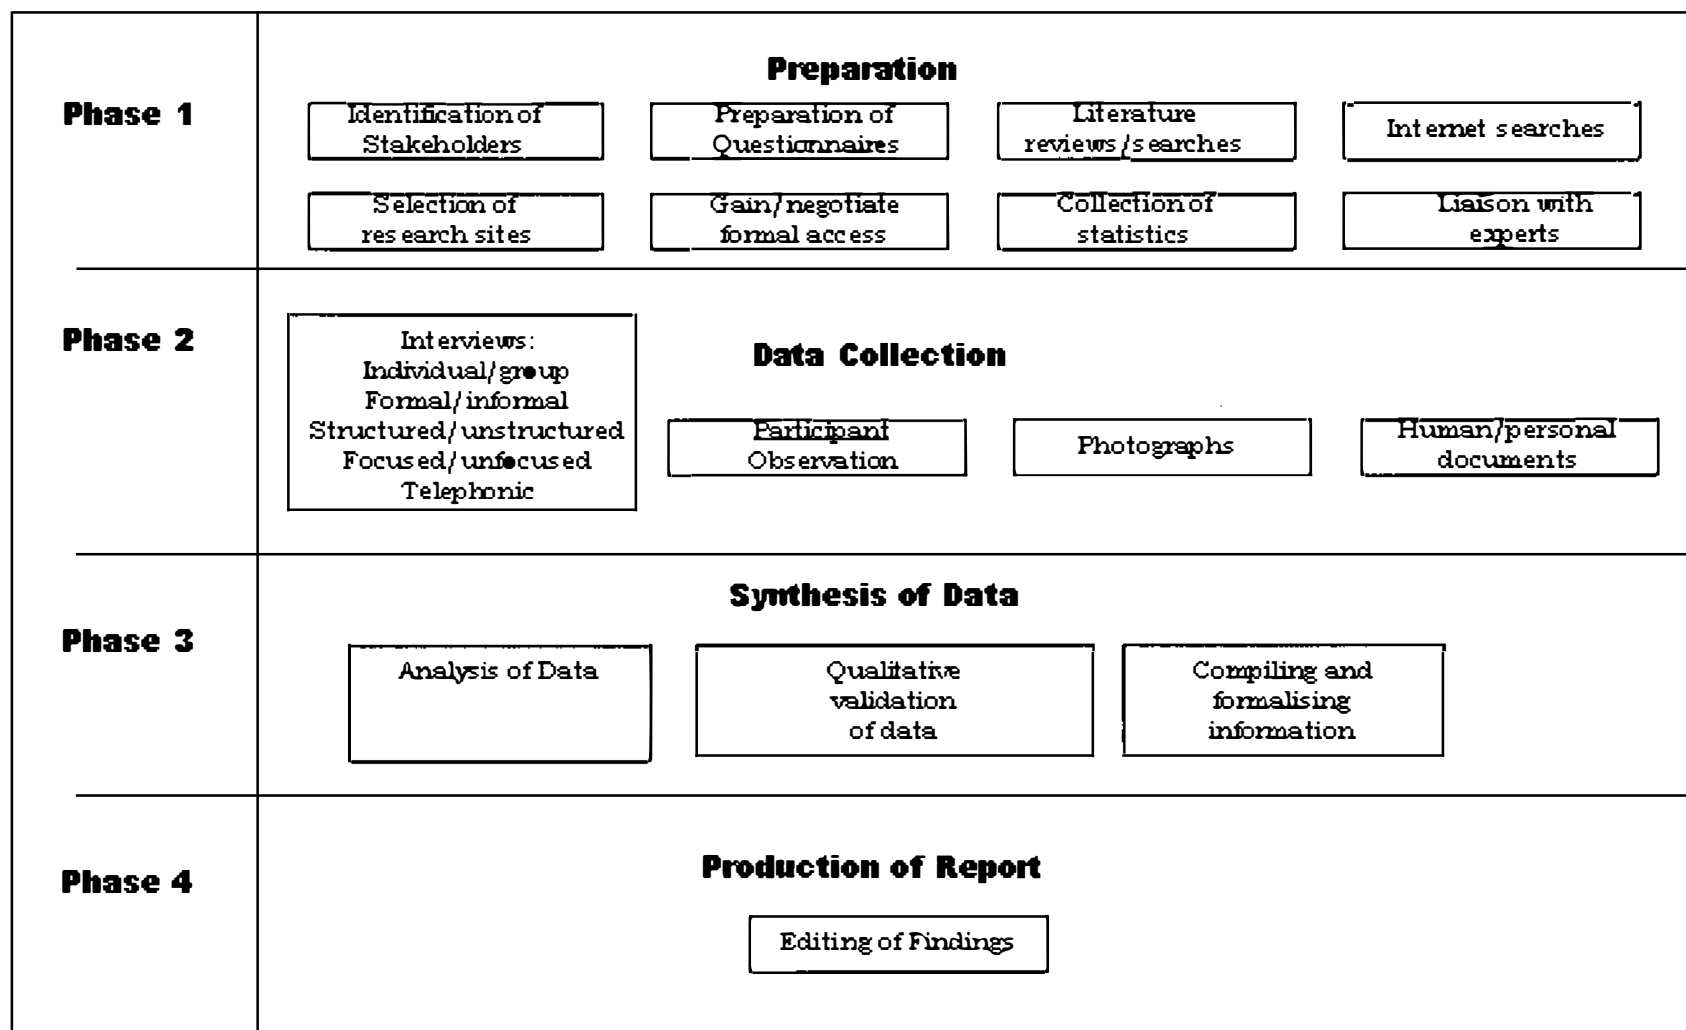 Preparation
Phase 1
Identification of
Stakeholders
Preparation of
Questionnaires
Literature
reviews/searches
Internet searches
Selection of
research sites
Gain/negotiate
formal access
Collection of
statistics
Liaison with
experts
Phase 2
Interviews:
Individual/group
Formal/informal
Structured/unstructured
Focused/unfocused
Telephonic
Data Collection
Participant
Observation
Photographs
Human/personal
documents
Synthesis of Data
Phase 3
Analysis of Data
Qualitative
validation
of data
Compiling and
formalising
information
Production of Report
Phase 4
Editing of Findings